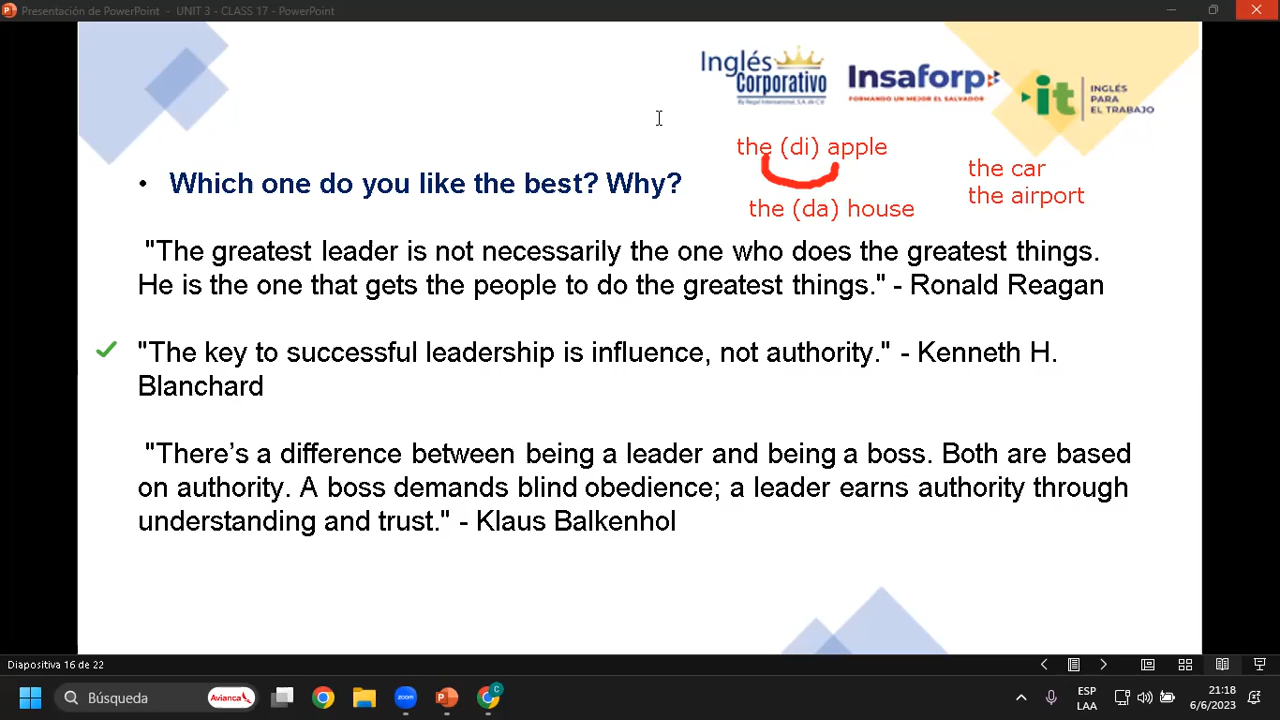 Presentación de PowerPoint - UNIT 3 - CLASS 17 - PowerPoint
Inglés
Corporativo
By Regal International, S.A. de C.V.
Insaforp
FORMANDO UN MEJOR EL SALVADOR
it
INGLÉS
PARA
EL TRABAJO
the (di) apple
the car
the airport
• Which one do you like the best? Why?
the (da) house
"The greatest leader is not necessarily the one who does the greatest things.
He is the one that gets the people to do the greatest things." - Ronald Reagan
"The key to successful leadership is influence, not authority." - Kenneth H.
Blanchard
"There's a difference between being a leader and being a boss. Both are based
on authority. A boss demands blind obedience; a leader earns authority through
understanding and trust." - Klaus Balkenhol
Diapositiva 16 de 22
Búsqueda
Avianca
zoom
C
ESP
LAA
21:18
6/6/2023